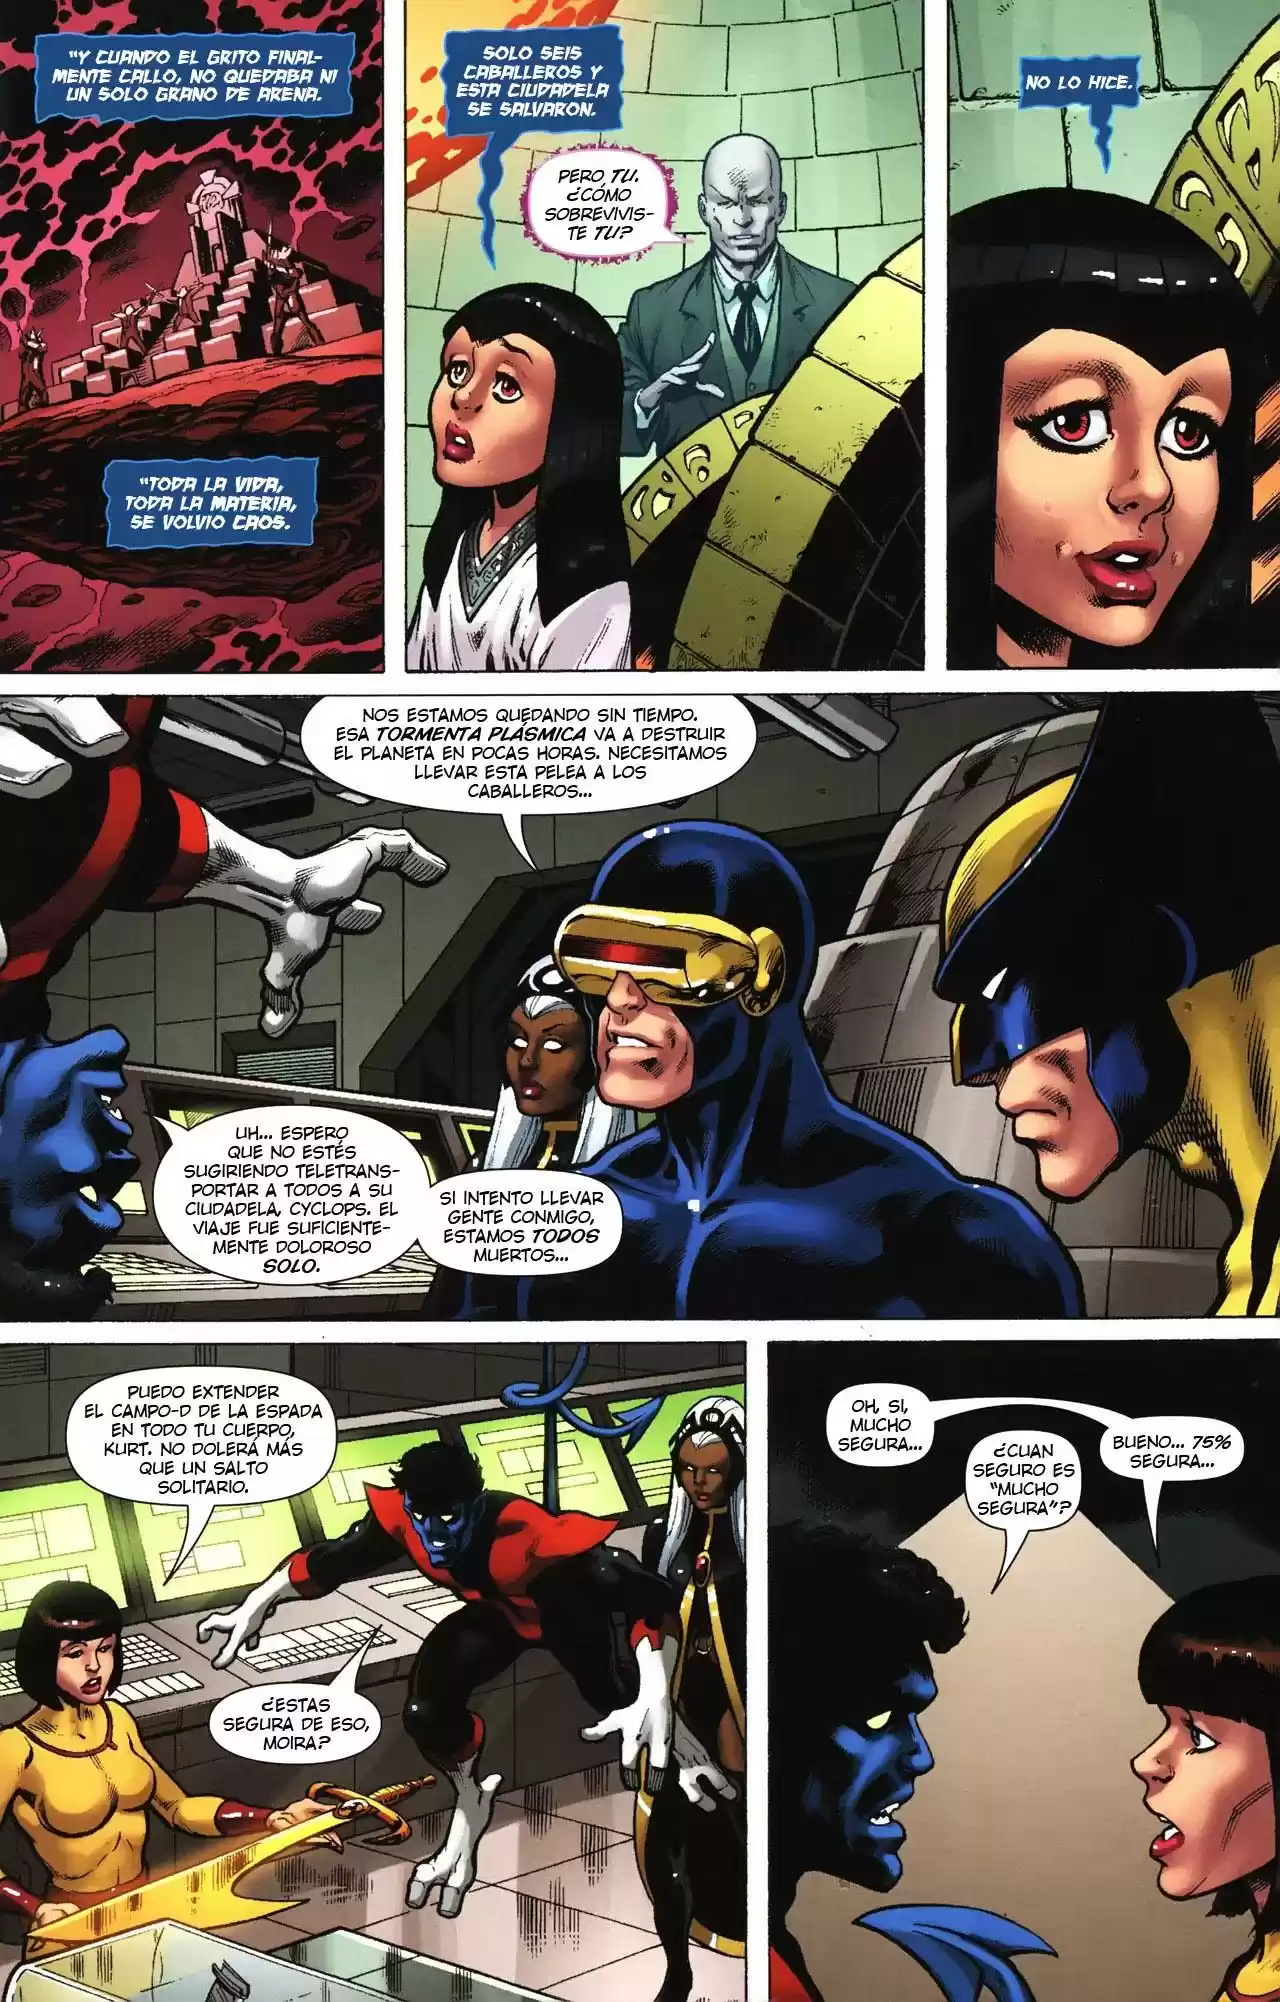 "Y CUANDO EL GRITO FINAL-
MENTE CALLO, NO QUEDABA NI
UN SOLO GRANO DE ARENA.
"TODA LA VIDA,
TODA LA MATERIA,
SE VOLVIO CAOS.
SOLO SEIS
CABALLEROS Y
ESTA CIUDADELA
SE SALVARON.
PERO TU.
¿CÓMO
SOBREVIVIS-
TE TU?
NO LO HICE.
NOS ESTAMOS QUEDANDO SIN TIEMPO.
ESA TORMENTA PLÁSMICA VA A DESTRUIR
EL PLANETA EN POCAS HORAS. NECESITAMOS
LLEVAR ESTA PELEA A LOS
CABALLEROS...
UH... ESPERO
QUE NO ESTÉS
SUGIRIENDO TELETRANS-
PORTAR A TODOS A SU
CIUDADELA, CYCLOPS. EL
VIAJE FUE SUFICIENTE-
MENTE DOLOROSO
SOLO.
SI INTENTO LLEVAR
GENTE CONMIGO,
ESTAMOS TODOS
MUERTOS...
PUEDO EXTENDER
EL CAMPO-D DE LA ESPADA
EN TODO TU CUERPO,
KURT. NO DOLERÁ MÁS
QUE UN SALTO
SOLITARIO.
¿ESTAS
SEGURA DE ESO,
MOIRA?
OH, SI,
MUCHO
SEGURA...
¿CUAN
SEGURO ES
"MUCHO
SEGURA"?
BUENO... 75%
SEGURA...